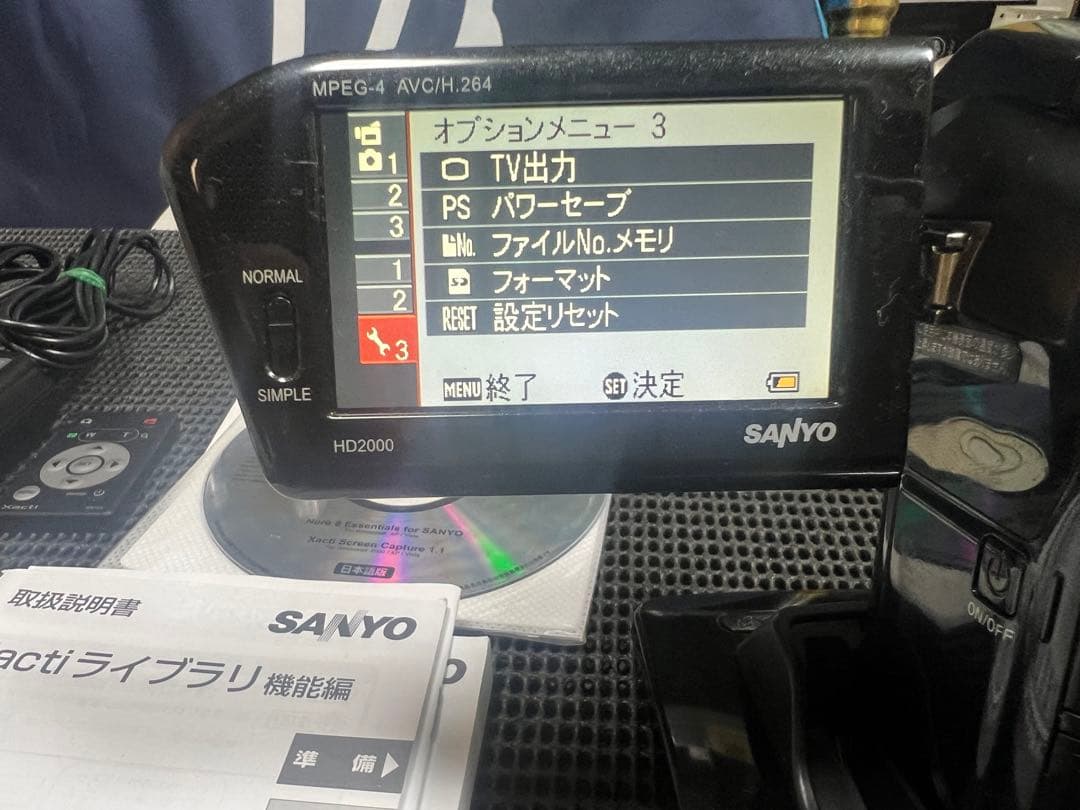 MPEG-4 AVC/H.264
オプションメニュー 3
1
2
3
1
2
3
TV出力
PS パワーセーブ
No. ファイルNo.メモリ
フォーマット
RESET 設定リセット
MENU 終了
SET 決定
NORMAL
SIMPLE
HD2000
SANYO
ON/OFF
W T
Xacti
Nero 8 Essentials for SANYO
Xacti Screen Capture 1.1
日本語版
取扱説明書
SANYO
actiライブラリ 機能編
準 備